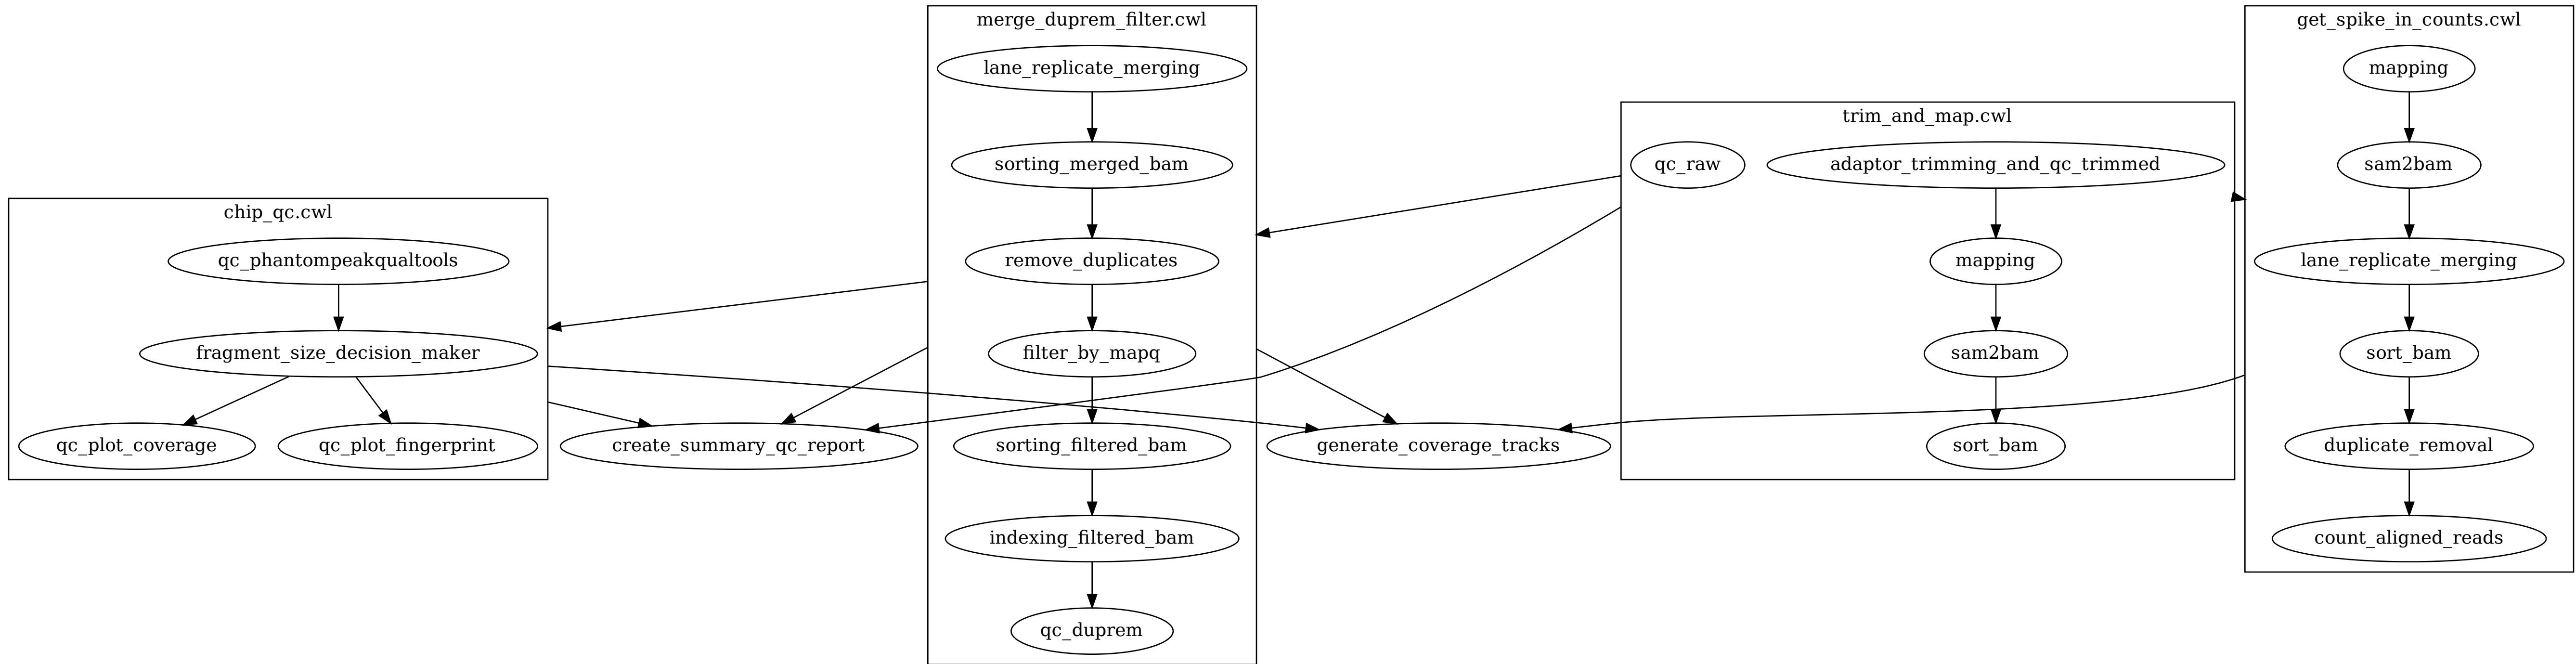 chip_qc.cwl
qc_phantompeakqualtools
fragment_size_decision_maker
qc_plot_coverage
qc_plot_fingerprint
create_summary_qc_report
merge_duprem_filter.cwl
lane_replicate_merging
sorting_merged_bam
remove_duplicates
filter_by_mapq
sorting_filtered_bam
indexing_filtered_bam
qc_duprem
generate_coverage_tracks
trim_and_map.cwl
qc_raw
adaptor_trimming_and_qc_trimmed
mapping
sam2bam
sort_bam
get_spike_in_counts.cwl
mapping
sam2bam
lane_replicate_merging
sort_bam
duplicate_removal
count_aligned_reads